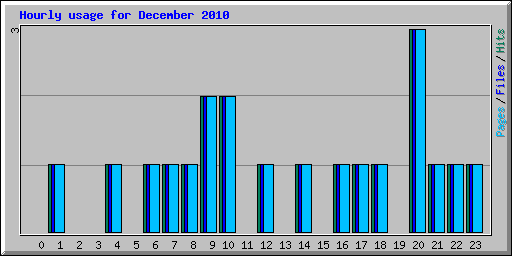 Hourly usage for December 2010
3
Pages/Files/Hits
0 1 2 3 4 5 6 7 8 9 10 11 12 13 14 15 16 17 18 19 20 21 22 23